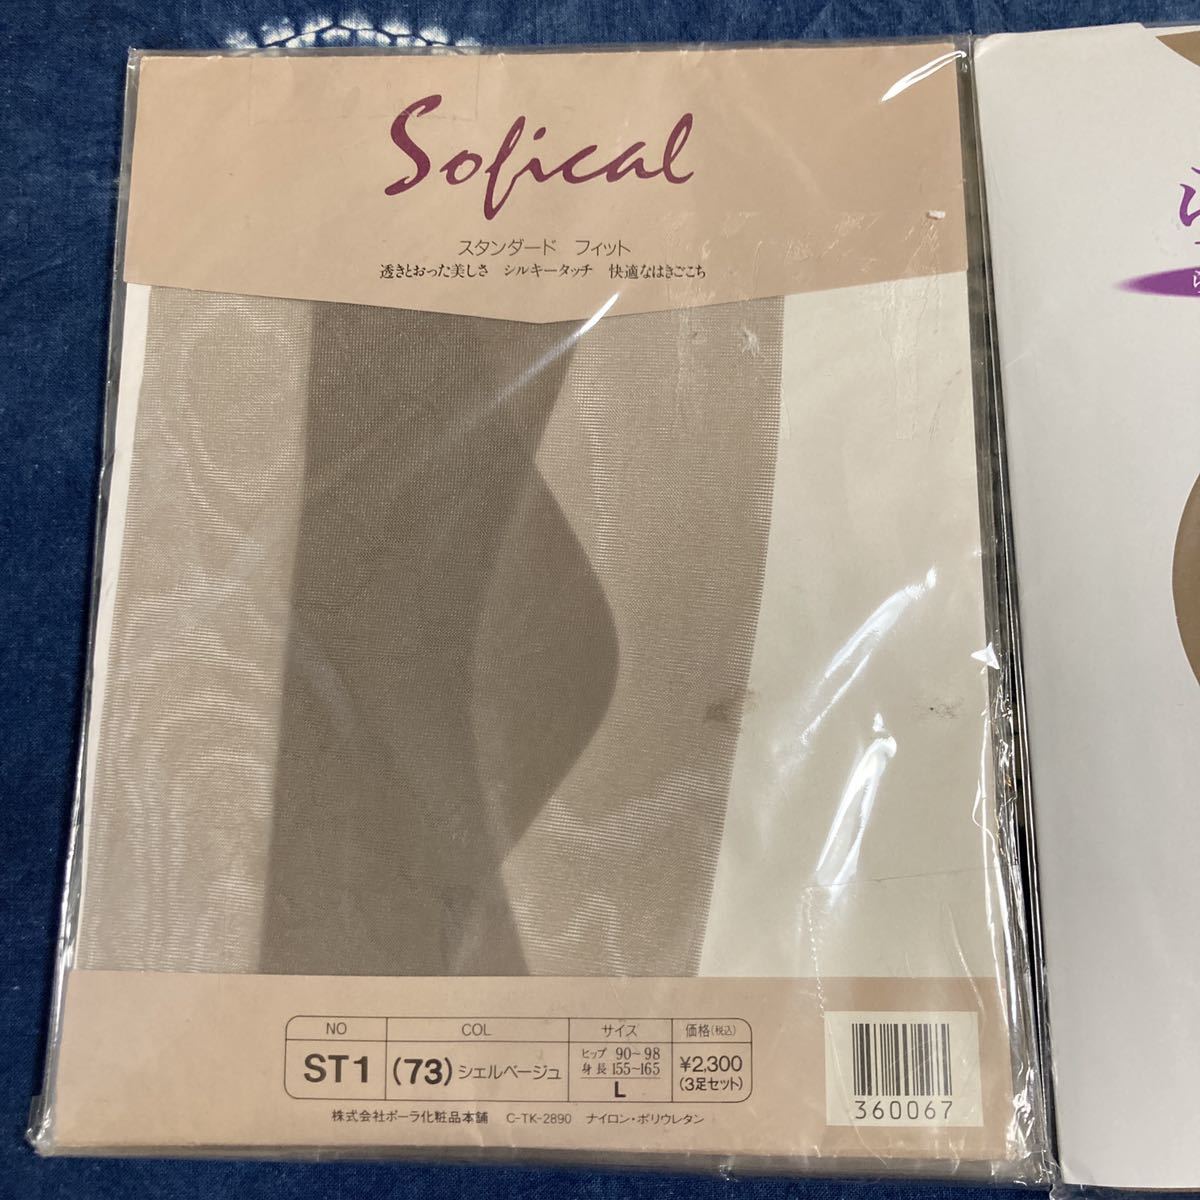 Sofical
スタンダード フィット
透きとおった美しさ シルキータッチ 快適なはきごこち
NO COL サイズ 価格(税込)
ST1 (73) シェルベージュ ヒップ 90~98 身長 155~165 L ¥2,300 (3足セット)
株式会社ポーラ化粧品本舗 C-TK-2890 ナイロン・ポリウレタン
360067